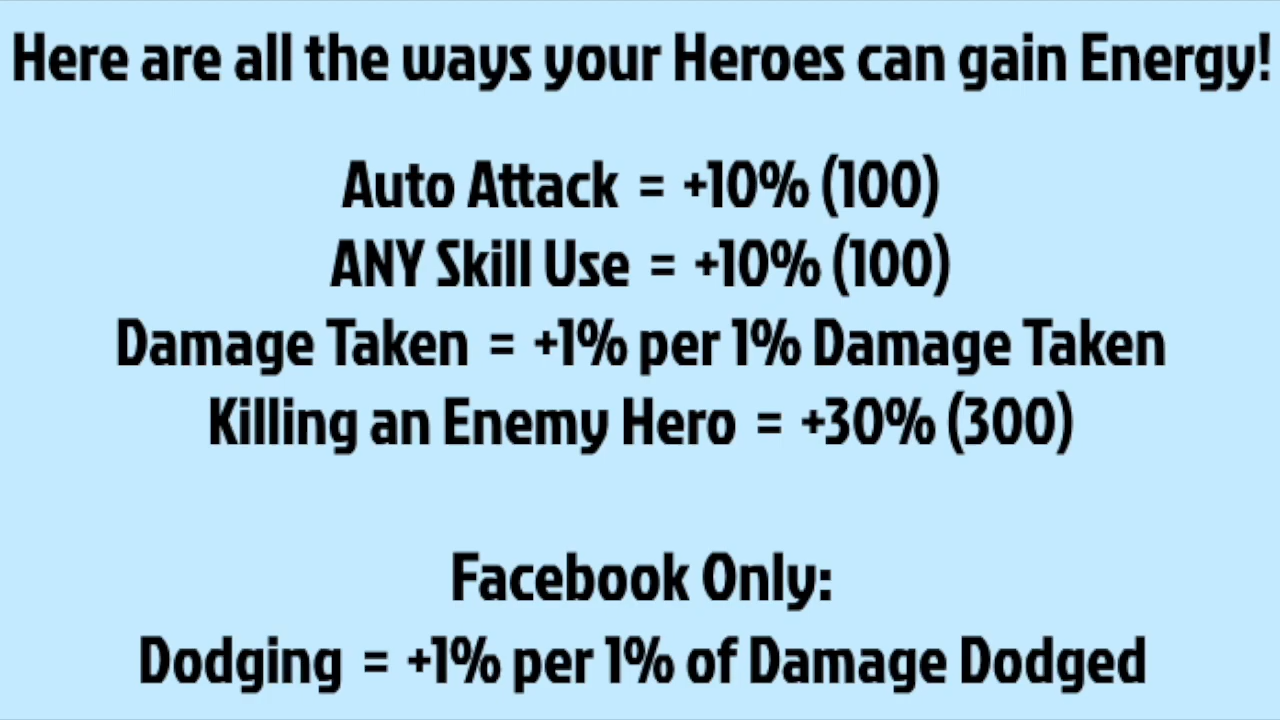 Here are all the ways your Heroes can gain Energy!
Auto Attack = +10% (100)
ANY Skill Use = +10% (100)
Damage Taken = +1% per 1% Damage Taken
Killing an Enemy Hero = +30% (300)
Facebook Only:
Dodging = +1% per 1% of Damage Dodged